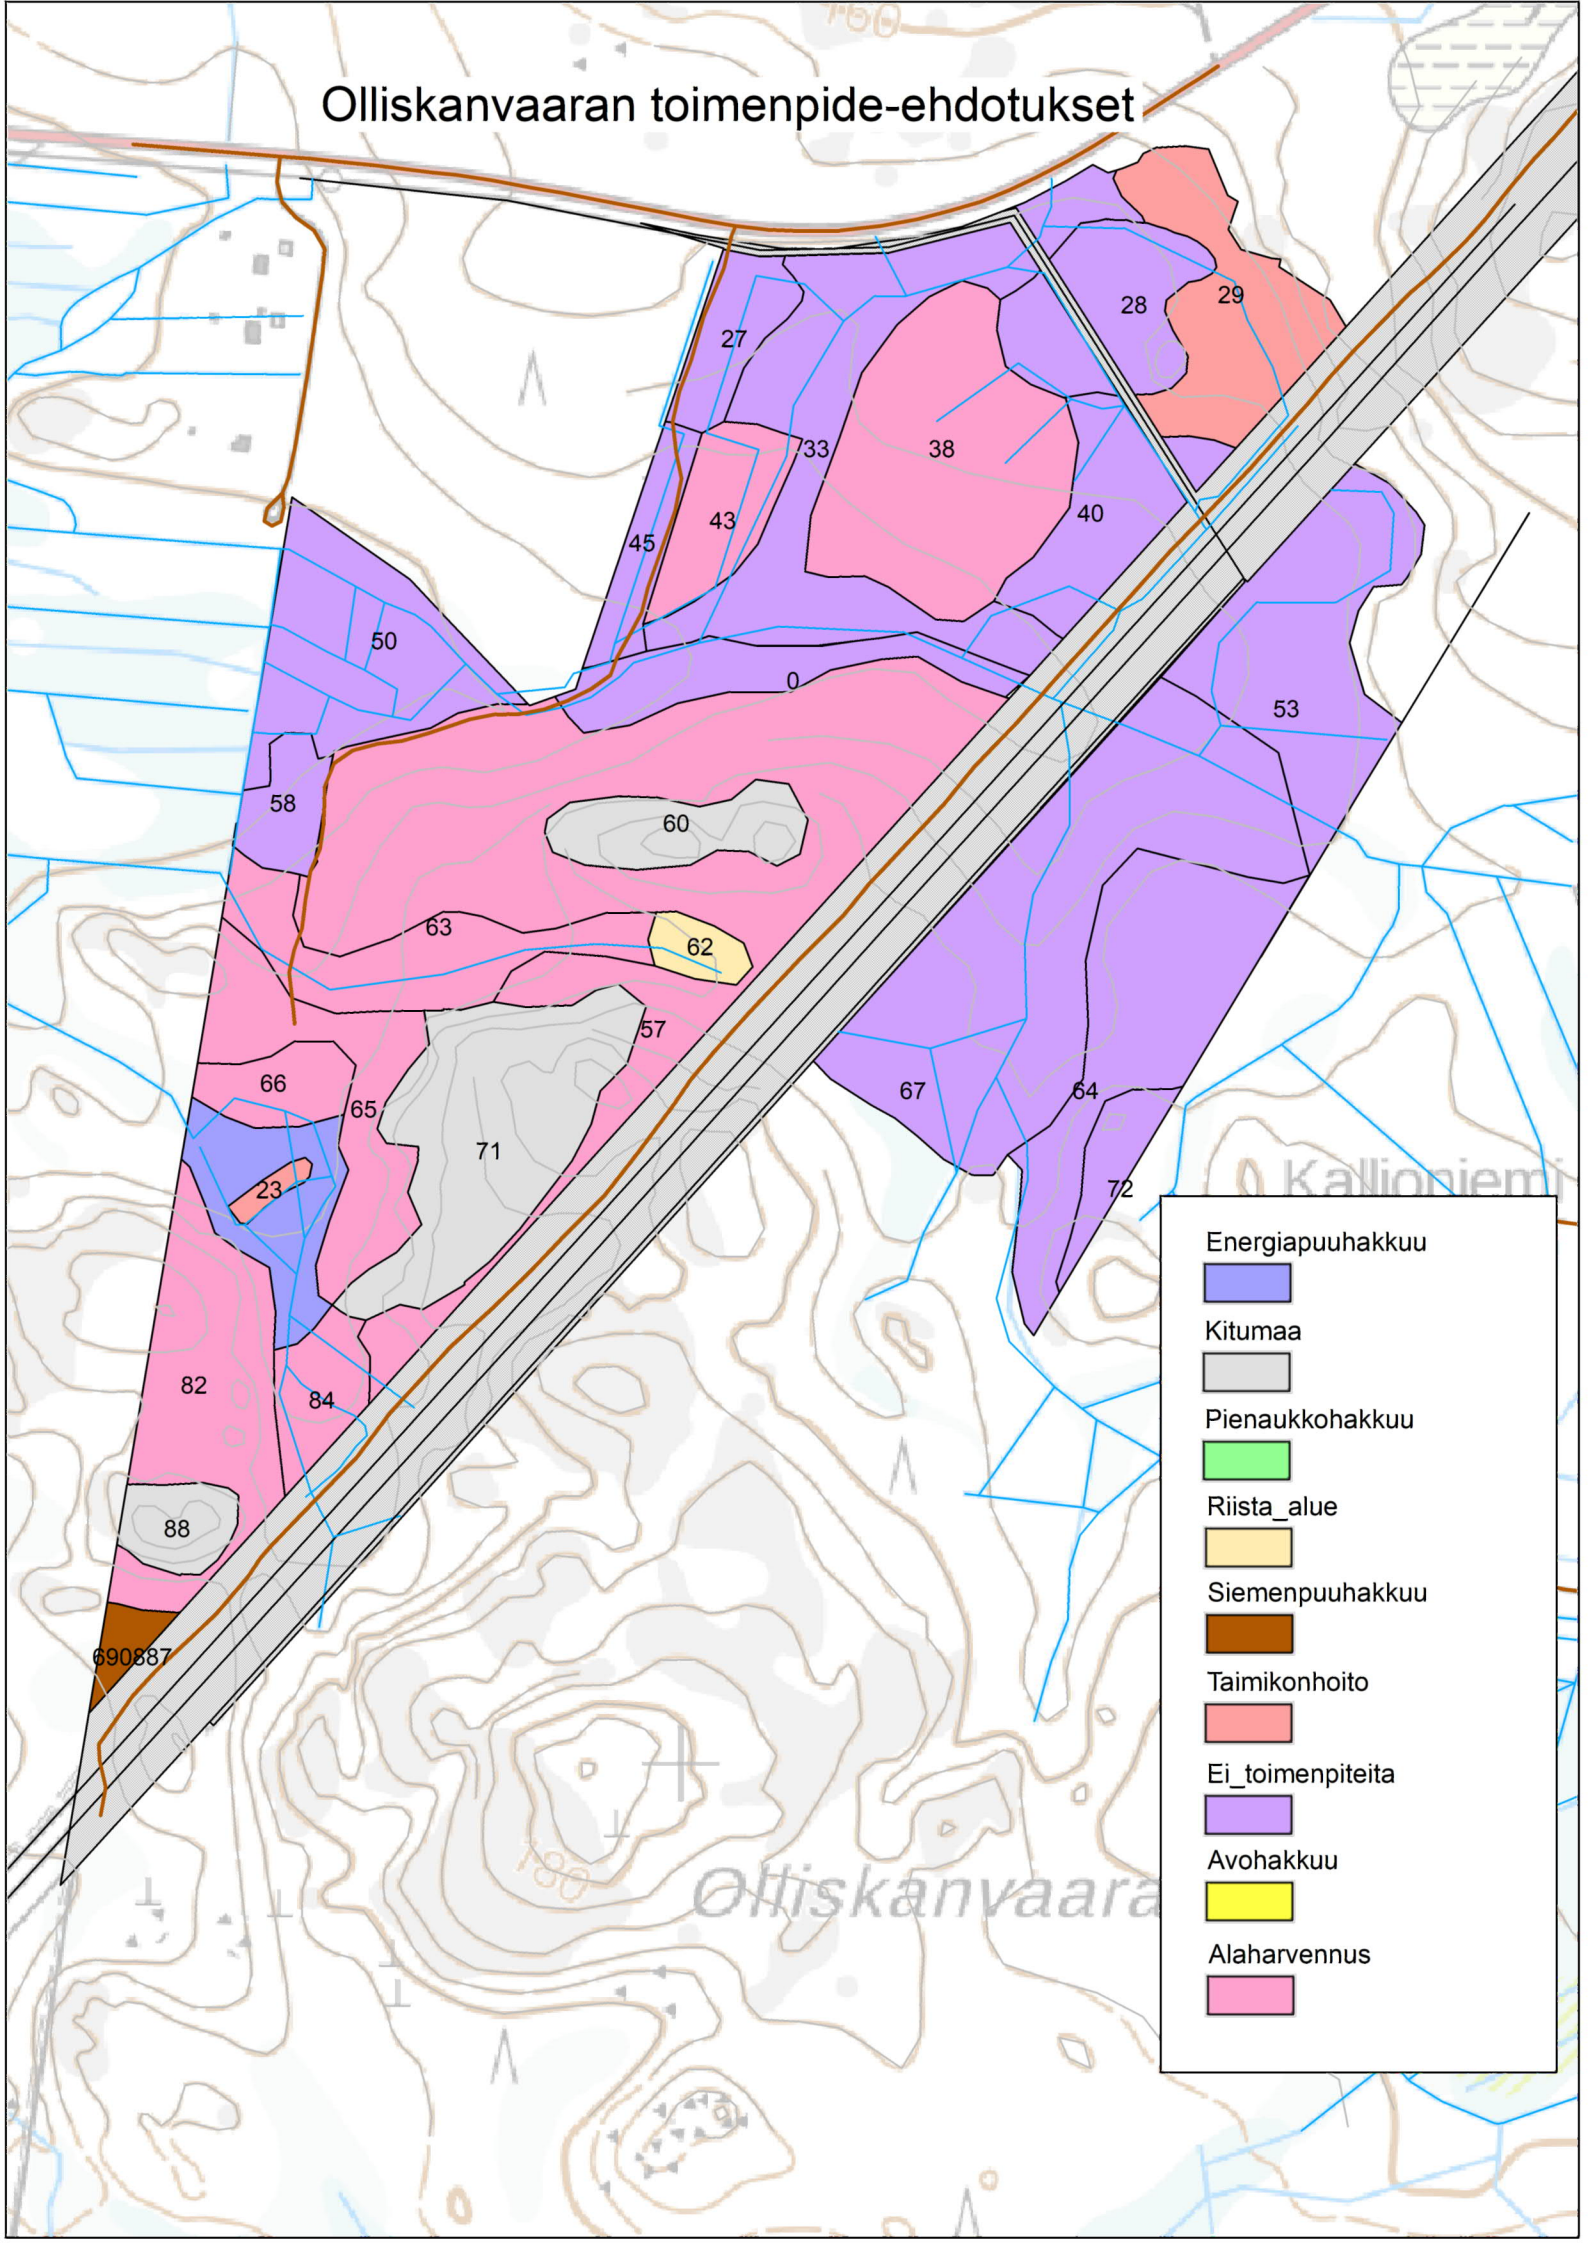 160
Olliskanvaaran toimenpide-ehdotukset
28
29
27
33
38
43
40
45
50
0
53
58
60
63
62
57
66
65
67
64
71
23
72
Kallioniemi
82
84
88
690887
180
Olliskanvaara
Energiapuuhakkuu
Kitumaa
Pienaukkohakkuu
Riista_alue
Siemenpuuhakkuu
Taimikonhoito
Ei_toimenpiteita
Avohakkuu
Alaharvennus